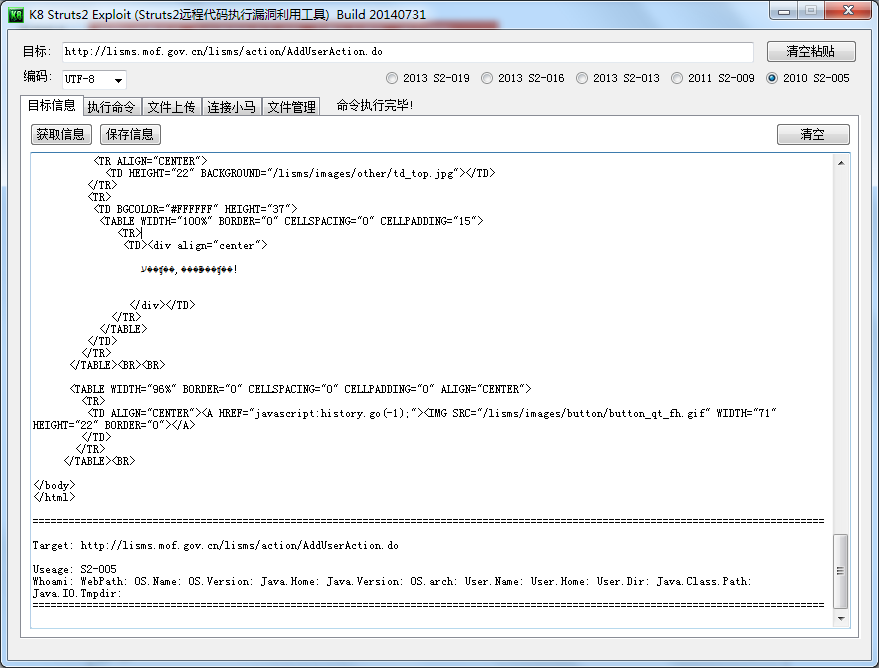 K8 Struts2 Exploit (Struts2远程代码执行漏洞利用工具) Build 20140731
目标: http://lisms.mof.gov.cn/lisms/action/AddUserAction.do 清空粘贴
编码: UTF-8 2013 S2-019 2013 S2-016 2013 S2-013 2011 S2-009 2010 S2-005
目标信息 执行命令 文件上传 连接小马 文件管理 命令执行完毕!
获取信息 保存信息 清空
<TR ALIGN="CENTER">
<TD HEIGHT="22" BACKGROUND="/lisms/images/other/td_top.jpg"></TD>
</TR>
<TR>
<TD BGCOLOR="#FFFFFF" HEIGHT="37">
<TABLE WIDTH="100%" BORDER="0" CELLSPACING="0" CELLPADDING="15">
<TR>
<TD><div align="center">
</div></TD>
</TR>
</TABLE>
</TD>
</TR>
</TABLE><BR><BR>
<TABLE WIDTH="96%" BORDER="0" CELLSPACING="0" CELLPADDING="0" ALIGN="CENTER">
<TR>
<TD ALIGN="CENTER"><A HREF="javascript:history.go(-1);"><IMG SRC="/lisms/images/button/button_qt_fh.gif" WIDTH="71"
HEIGHT="22" BORDER="0"></A>
</TD>
</TR>
</TABLE><BR>
</body>
</html>
Target: http://lisms.mof.gov.cn/lisms/action/AddUserAction.do
Useage: S2-005
Whoami: WebPath: OS.Name: OS.Version: Java.Home: Java.Version: OS.arch: User.Name: User.Home: User.Dir: Java.Class.Path:
Java.IO.Tmpdir: